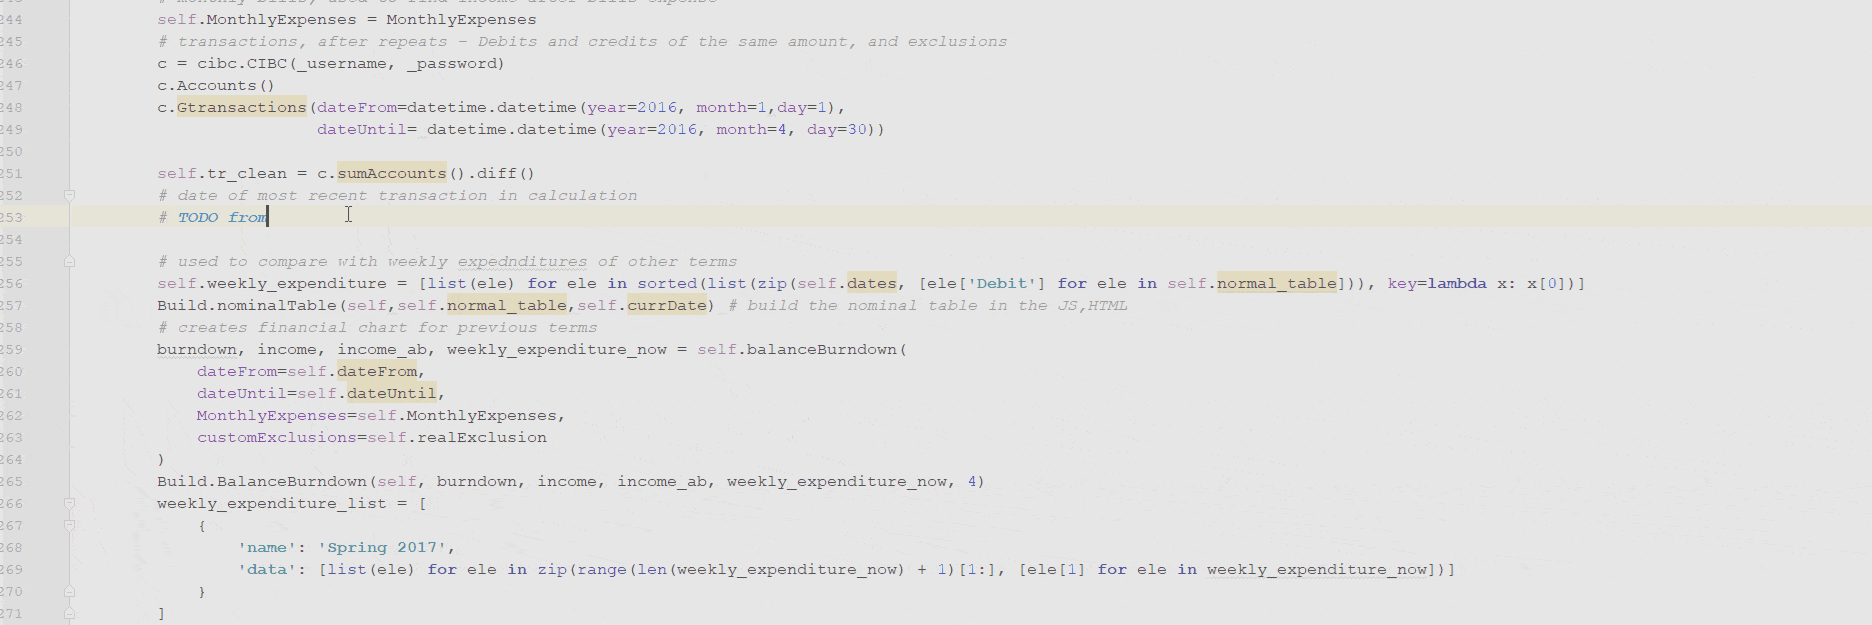 # monthly bills, used to find income after bills expense
244 self.MonthlyExpenses = MonthlyExpenses
245 # transactions, after repeats - Debits and credits of the same amount, and exclusions
246 c = cibc.CIBC(_username, _password)
247 c.Accounts()
248 c.Gtransactions(dateFrom=datetime.datetime(year=2016, month=1,day=1),
249 dateUntil= datetime.datetime(year=2016, month=4, day=30))
250
251 self.tr_clean = c.sumAccounts().diff()
252 # date of most recent transaction in calculation
253 # TODO from
254
255 # used to compare with weekly expednditures of other terms
256 self.weekly_expenditure = [list(ele) for ele in sorted(list(zip(self.dates, [ele['Debit'] for ele in self.normal_table])), key=lambda x: x[0])]
257 Build.nominalTable(self,self.normal_table,self.currDate) # build the nominal table in the JS,HTML
258 # creates financial chart for previous terms
259 burndown, income, income_ab, weekly_expenditure_now = self.balanceBurndown(
260 dateFrom=self.dateFrom,
261 dateUntil=self.dateUntil,
262 MonthlyExpenses=self.MonthlyExpenses,
263 customExclusions=self.realExclusion
264 )
265 Build.BalanceBurndown(self, burndown, income, income_ab, weekly_expenditure_now, 4)
266 weekly_expenditure_list = [
267 {
268 'name': 'Spring 2017',
269 'data': [list(ele) for ele in zip(range(len(weekly_expenditure_now) + 1)[1:], [ele[1] for ele in weekly_expenditure_now])]
270 }
271 ]